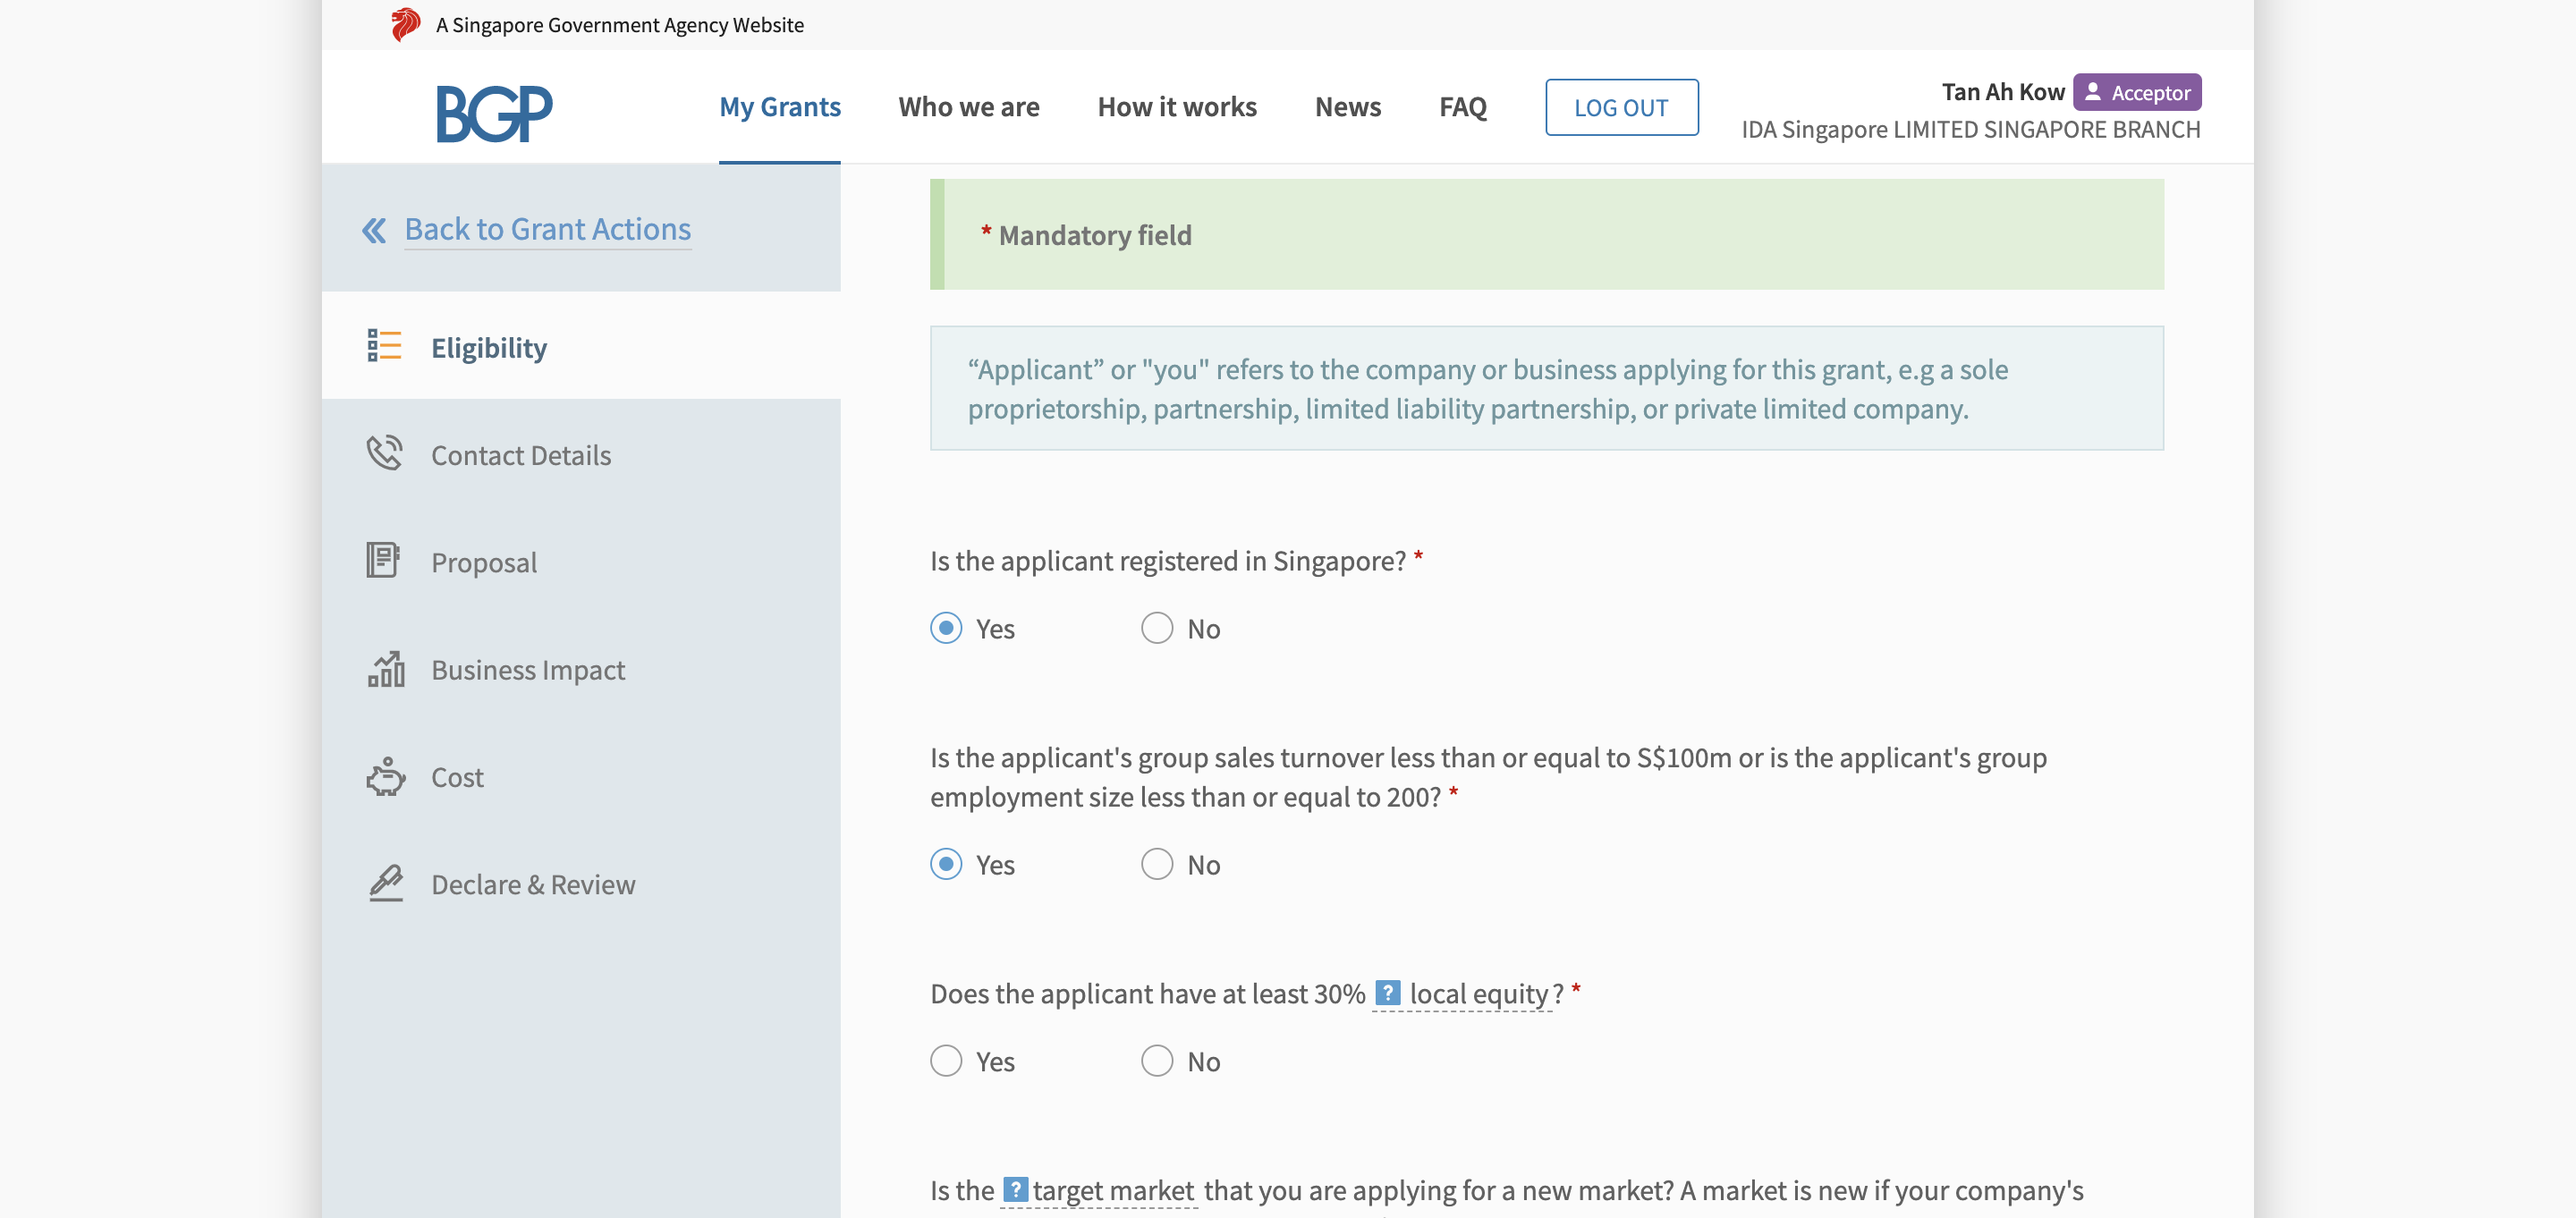 A Singapore Government Agency Website
BGP
My Grants
Who we are
How it works
News
FAQ
LOG OUT
Tan Ah Kow Acceptor
IDA Singapore LIMITED SINGAPORE BRANCH
Back to Grant Actions
Eligibility
Contact Details
Proposal
Business Impact
Cost
Declare & Review
* Mandatory field
“Applicant” or "you" refers to the company or business applying for this grant, e.g a sole
proprietorship, partnership, limited liability partnership, or private limited company.
Is the applicant registered in Singapore? *
Yes No
Is the applicant's group sales turnover less than or equal to S$100m or is the applicant's group
employment size less than or equal to 200? *
Yes No
Does the applicant have at least 30% ? local equity? *
Yes No
Is the ? target market that you are applying for a new market? A market is new if your company's